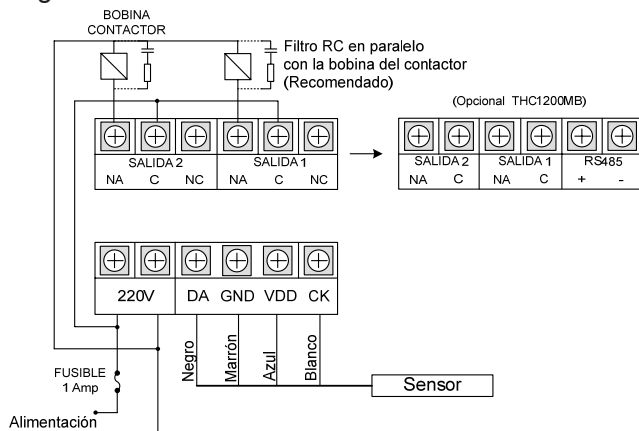 BOBINA
CONTACTOR
Filtro RC en paralelo
con la bobina del contactor
(Recomendado)
(Opcional THC1200MB)
SALIDA 2 SALIDA 1
NA C NC NA C NC
SALIDA 2 SALIDA 1 RS485
NA C NA C + -
220V DA GND VDD CK
Negro
Marrón
Azul
Blanco
FUSIBLE
1 Amp
Sensor
Alimentación